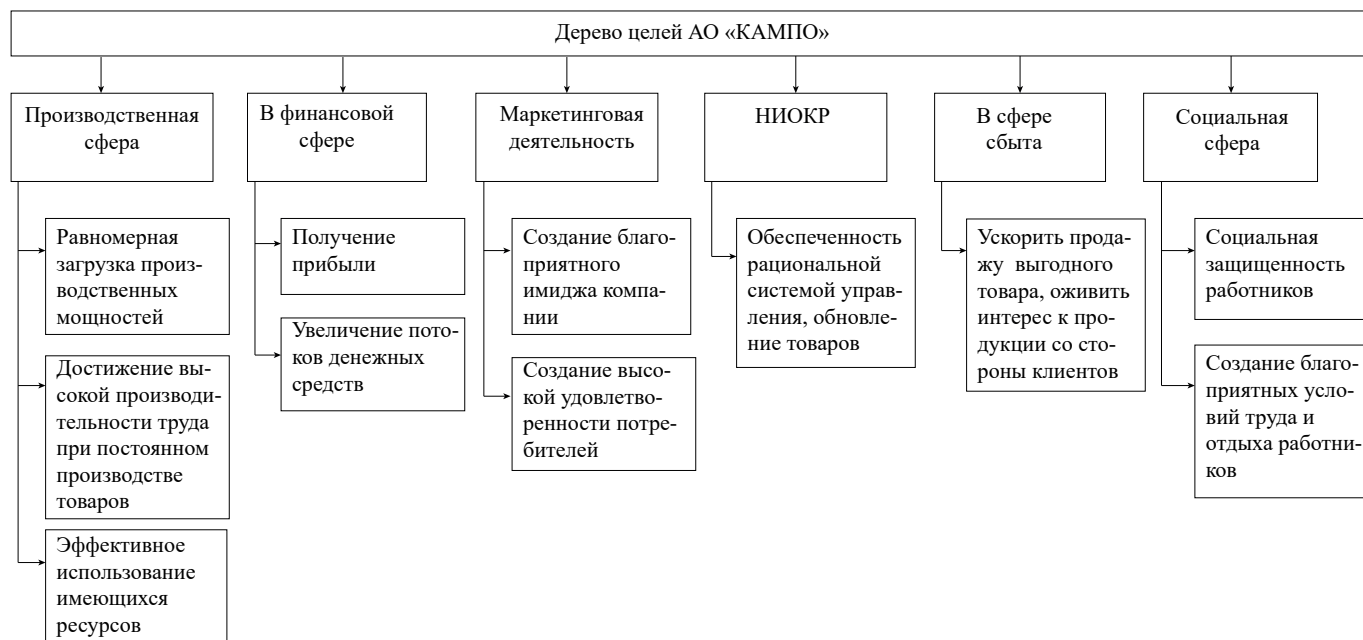 Дерево целей АО «КАМПО»
Производственная
сфера
В финансовой
сфере
Маркетинговая
деятельность
НИОКР
В сфере
сбыта
Социальная
сфера
Равномерная
загрузка произ-
водственных
мощностей
Достижение вы-
сокой производи-
тельности труда
при постоянном
производстве
товаров
Эффективное
использование
имеющихся
ресурсов
Получение
прибыли
Увеличение пото-
ков денежных
средств
Создание благо-
приятного
имиджа компа-
нии
Создание высо-
кой удовлетво-
ренности потре-
бителей
Обеспеченность
рациональной
системой управ-
ления, обновле-
ние товаров
Ускорить прода-
жу выгодного
товара, оживить
интерес к про-
дукции со сто-
роны клиентов
Социальная
защищенность
работников
Создание благо-
приятных усло-
вий труда и
отдыха работни-
ков